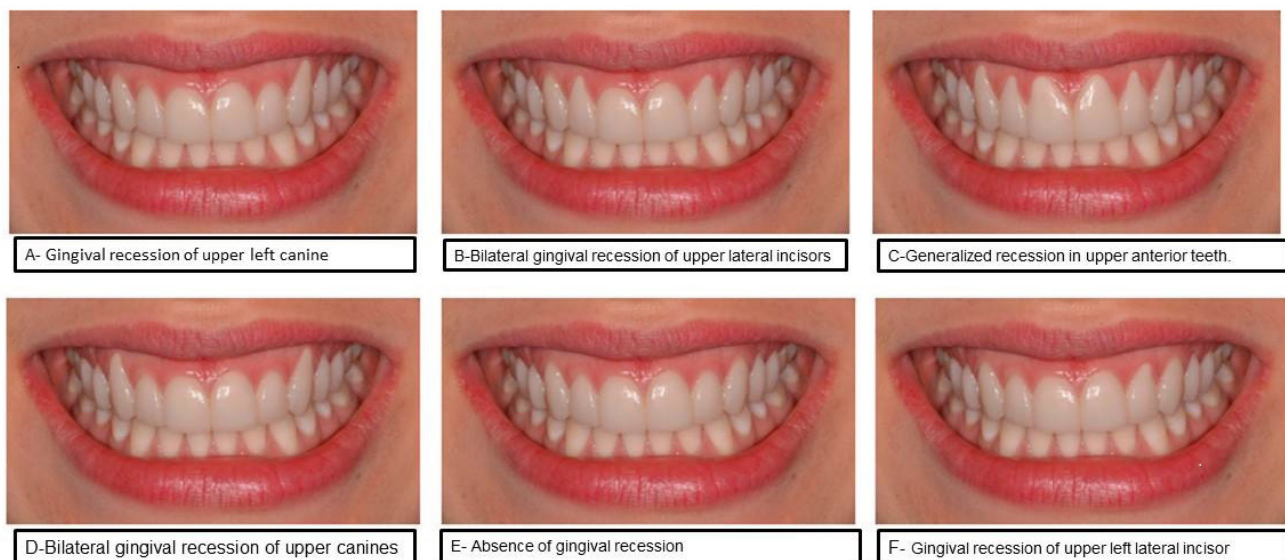 A- Gingival recession of upper left canine
B-Bilateral gingival recession of upper lateral incisors
C-Generalized recession in upper anterior teeth.
D-Bilateral gingival recession of upper canines
E- Absence of gingival recession
F- Gingival recession of upper left lateral incisor